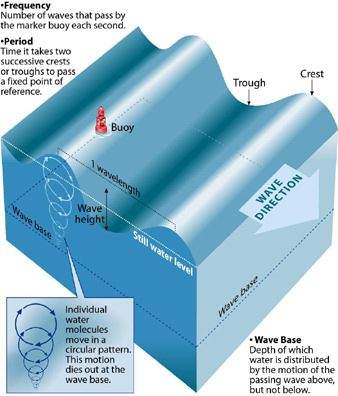 •Frequency
Number of waves that pass by
the marker buoy each second.
•Period
Time it takes two
successive crests
or troughs to pass
a fixed point of
reference.
Crest
Trough
Buoy
1 wavelength
WAVE
DIRECTION
Wave
height
Wave base
Still water level
Wave base
Individual
water
molecules
move in a
circular pattern.
This motion
dies out at the
wave base.
• Wave Base
Depth of which
water is distributed
by the motion of the
passing wave above,
but not below.